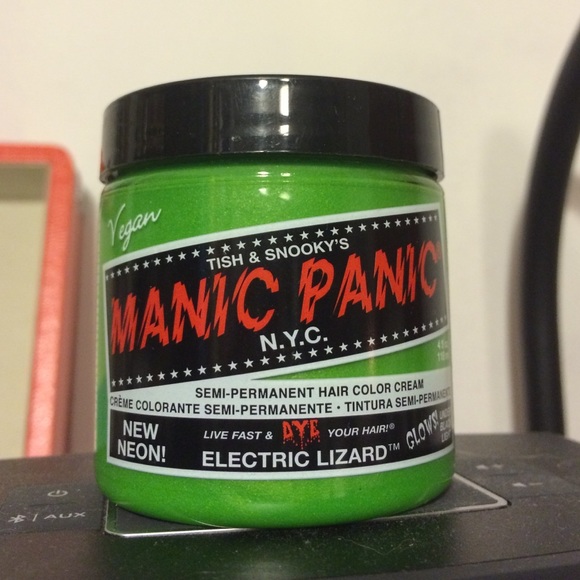 Vegan
TISH & SNOOKY'S
MANIC PANIC®
N.Y.C.
SEMI-PERMANENT HAIR COLOR CREAM
CRÈME COLORANTE SEMI-PERMANENTE • TINTURA SEMI-PERMANENTE
NEW
NEON!
LIVE FAST & DYE YOUR HAIR!®
ELECTRIC LIZARD™
GLOWS!
AUX